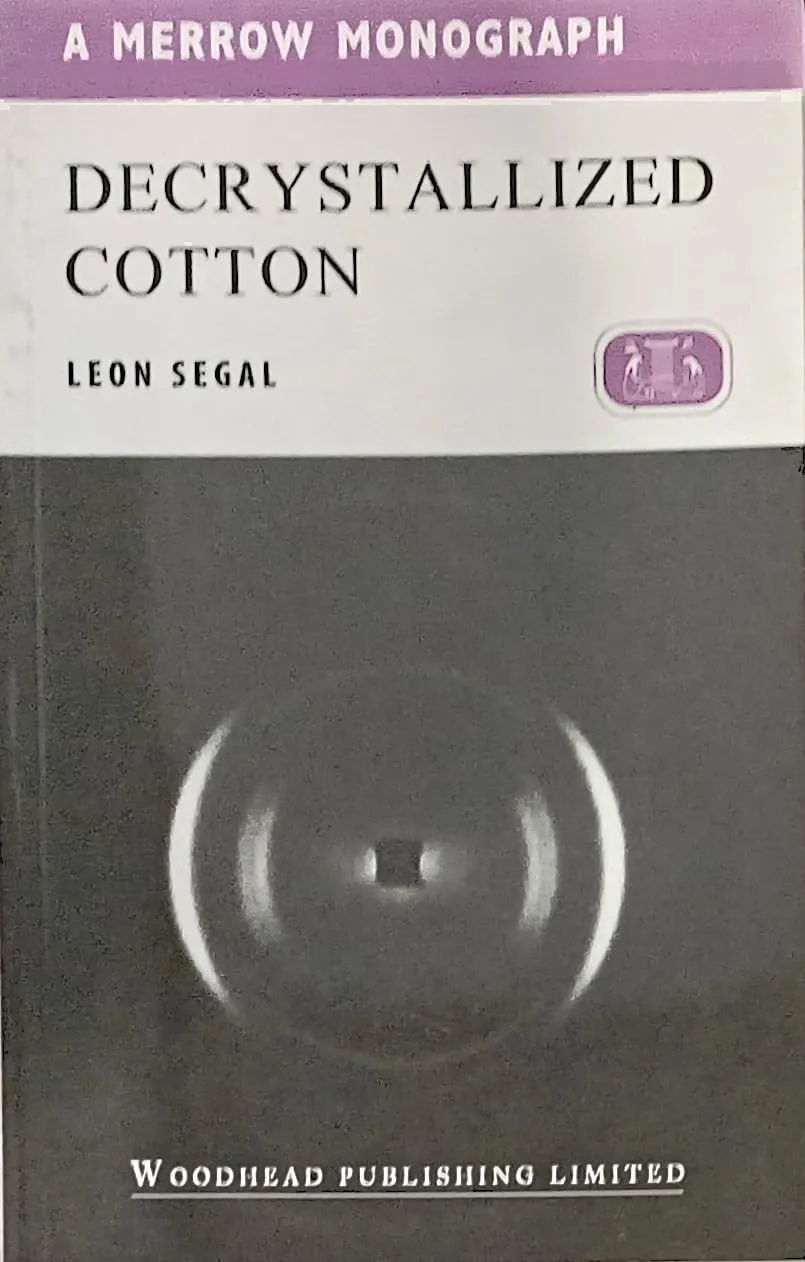 A MERROW MONOGRAPH
DECRYSTALLIZED
COTTON
LEON SEGAL
WOODHEAD PUBLISHING LIMITED